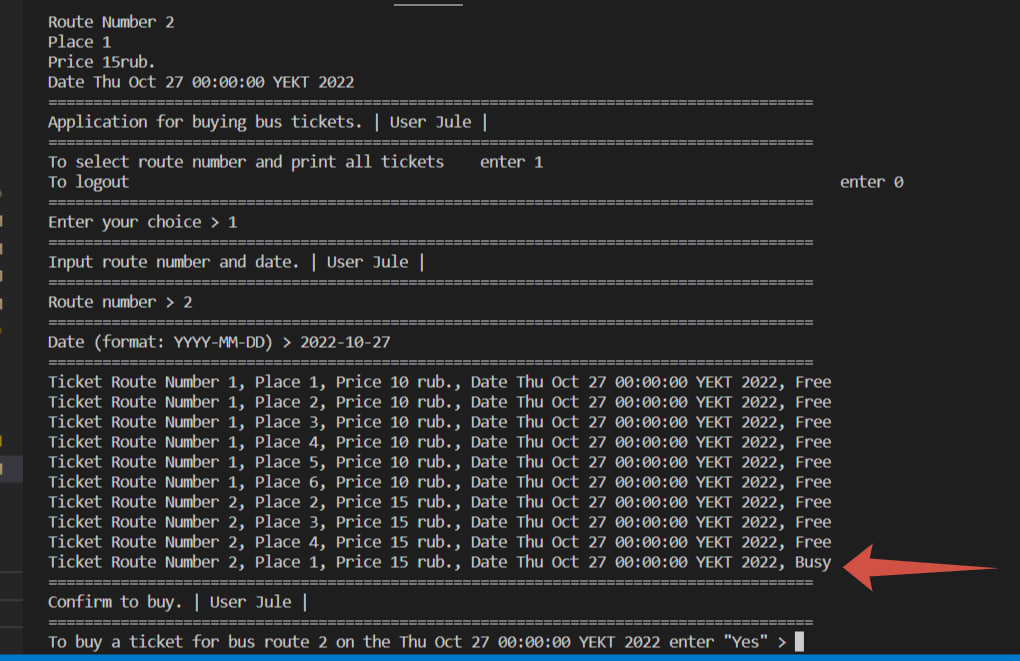 Route Number 2
Place 1
Price 15rub.
Date Thu Oct 27 00:00:00 YEKT 2022
=====================================================================================
Application for buying bus tickets. | User Jule |
=====================================================================================
To select route number and print all tickets    enter 1
To logout                                                                               enter 0
=====================================================================================
Enter your choice > 1
=====================================================================================
Input route number and date. | User Jule |
=====================================================================================
Route number > 2
=====================================================================================
Date (format: YYYY-MM-DD) > 2022-10-27
=====================================================================================
Ticket Route Number 1, Place 1, Price 10 rub., Date Thu Oct 27 00:00:00 YEKT 2022, Free
Ticket Route Number 1, Place 2, Price 10 rub., Date Thu Oct 27 00:00:00 YEKT 2022, Free
Ticket Route Number 1, Place 3, Price 10 rub., Date Thu Oct 27 00:00:00 YEKT 2022, Free
Ticket Route Number 1, Place 4, Price 10 rub., Date Thu Oct 27 00:00:00 YEKT 2022, Free
Ticket Route Number 1, Place 5, Price 10 rub., Date Thu Oct 27 00:00:00 YEKT 2022, Free
Ticket Route Number 1, Place 6, Price 10 rub., Date Thu Oct 27 00:00:00 YEKT 2022, Free
Ticket Route Number 2, Place 2, Price 15 rub., Date Thu Oct 27 00:00:00 YEKT 2022, Free
Ticket Route Number 2, Place 3, Price 15 rub., Date Thu Oct 27 00:00:00 YEKT 2022, Free
Ticket Route Number 2, Place 4, Price 15 rub., Date Thu Oct 27 00:00:00 YEKT 2022, Free
Ticket Route Number 2, Place 1, Price 15 rub., Date Thu Oct 27 00:00:00 YEKT 2022, Busy
=====================================================================================
Confirm to buy. | User Jule |
=====================================================================================
To buy a ticket for bus route 2 on the Thu Oct 27 00:00:00 YEKT 2022 enter "Yes" >